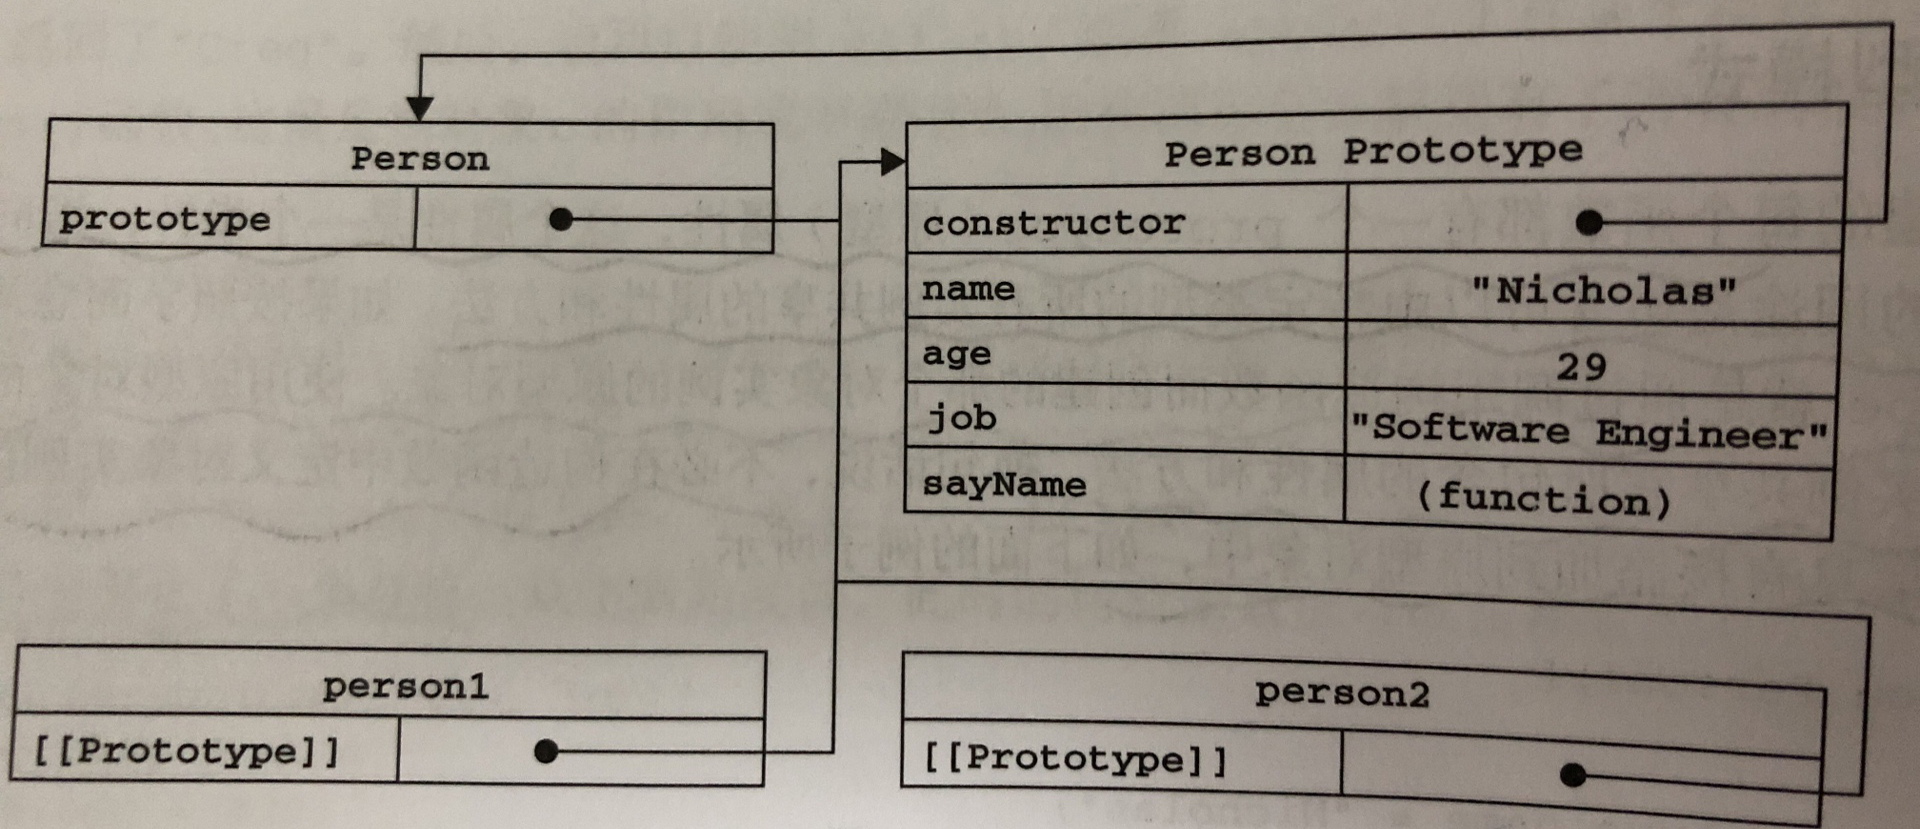 Person
prototype
Person Prototype
constructor
name "Nicholas"
age 29
job "Software Engineer"
sayName (function)
person1
[[Prototype]]
person2
[[Prototype]]